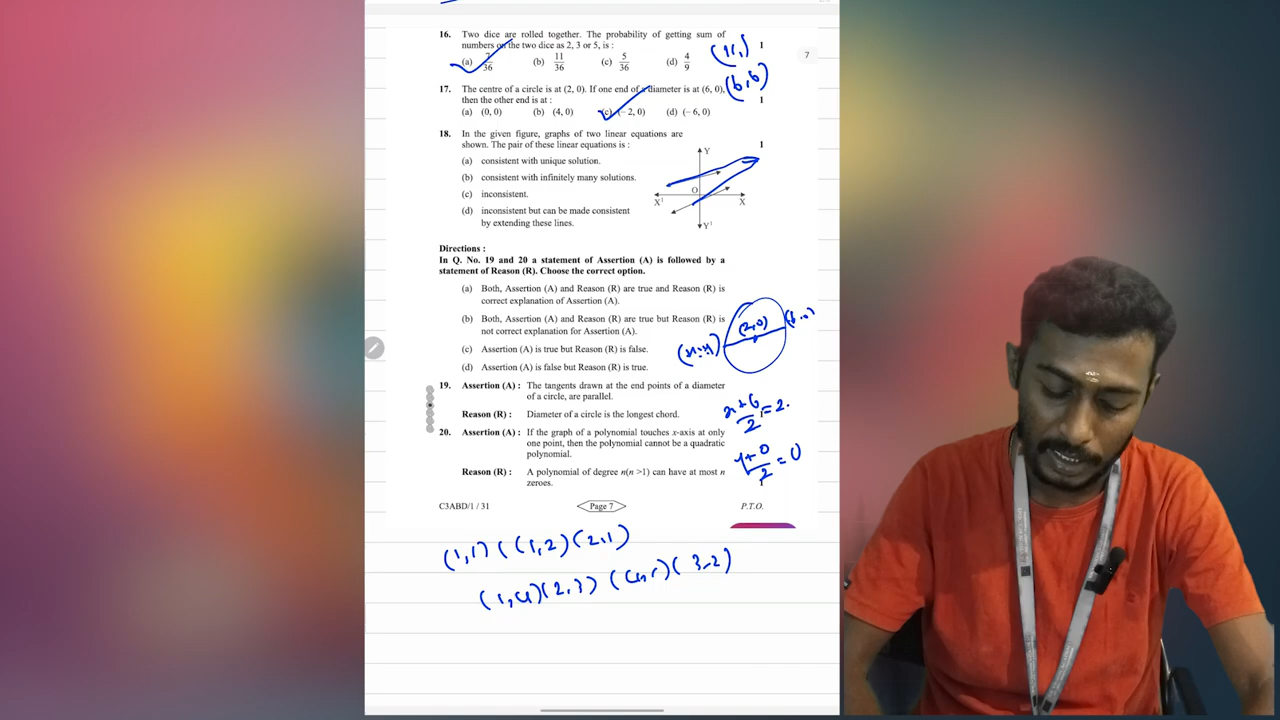 16. Two dice are rolled together. The probability of getting sum of
numbers on the two dice as 2, 3 or 5, is : 1
(a) 7/36 (b) 11/36 (c) 5/36 (d) 4/9
(6,6)
7
17. The centre of a circle is at (2, 0). If one end of a diameter is at (6, 0),
then the other end is at : 1
(a) (0, 0) (b) (4, 0) (c) (– 2, 0) (d) (– 6, 0)
18. In the given figure, graphs of two linear equations are
shown. The pair of these linear equations is : 1
(a) consistent with unique solution.
(b) consistent with infinitely many solutions.
(c) inconsistent.
(d) inconsistent but can be made consistent
by extending these lines.
Y
O
X¹ X
Y¹
Directions :
In Q. No. 19 and 20 a statement of Assertion (A) is followed by a
statement of Reason (R). Choose the correct option.
(a) Both, Assertion (A) and Reason (R) are true and Reason (R) is
correct explanation of Assertion (A).
(b) Both, Assertion (A) and Reason (R) are true but Reason (R) is
not correct explanation for Assertion (A).
(c) Assertion (A) is true but Reason (R) is false.
(d) Assertion (A) is false but Reason (R) is true.
(2,0) (6,0)
(x,y)
19. Assertion (A) : The tangents drawn at the end points of a diameter
of a circle, are parallel.
Reason (R) : Diameter of a circle is the longest chord. 1
x+6/2 = 2
20. Assertion (A) : If the graph of a polynomial touches x-axis at only
one point, then the polynomial cannot be a quadratic
polynomial.
y+0/2 = 0
Reason (R) : A polynomial of degree n(n >1) can have at most n
zeroes. 1
C3ABD/1 / 31 Page 7 P.T.O.
(1,1) ((1,2) (2,1)
(1,4) (2,3) (3,2)